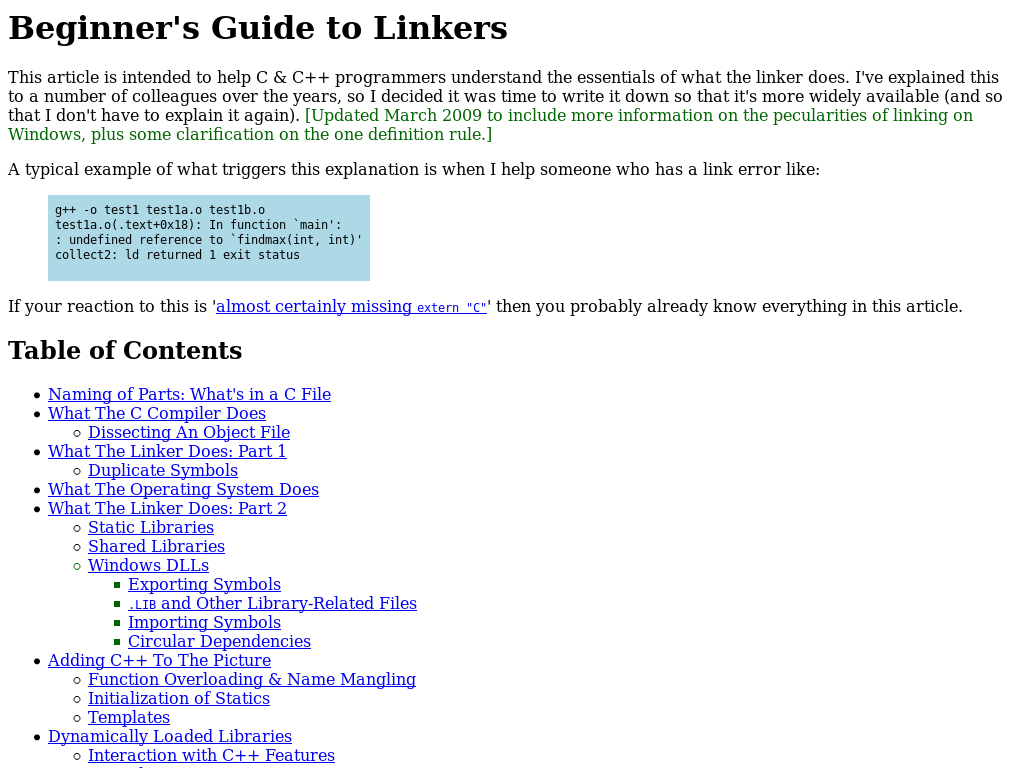 Beginner's Guide to Linkers
This article is intended to help C & C++ programmers understand the essentials of what the linker does. I've explained this
to a number of colleagues over the years, so I decided it was time to write it down so that it's more widely available (and so
that I don't have to explain it again). [Updated March 2009 to include more information on the pecularities of linking on
Windows, plus some clarification on the one definition rule.]
A typical example of what triggers this explanation is when I help someone who has a link error like:
g++ -o test1 test1a.o test1b.o
test1a.o(.text+0x18): In function `main':
: undefined reference to `findmax(int, int)'
collect2: ld returned 1 exit status
If your reaction to this is 'almost certainly missing extern "C"' then you probably already know everything in this article.
Table of Contents
Naming of Parts: What's in a C File
What The C Compiler Does
Dissecting An Object File
What The Linker Does: Part 1
Duplicate Symbols
What The Operating System Does
What The Linker Does: Part 2
Static Libraries
Shared Libraries
Windows DLLs
Exporting Symbols
.LIB and Other Library-Related Files
Importing Symbols
Circular Dependencies
Adding C++ To The Picture
Function Overloading & Name Mangling
Initialization of Statics
Templates
Dynamically Loaded Libraries
Interaction with C++ Features